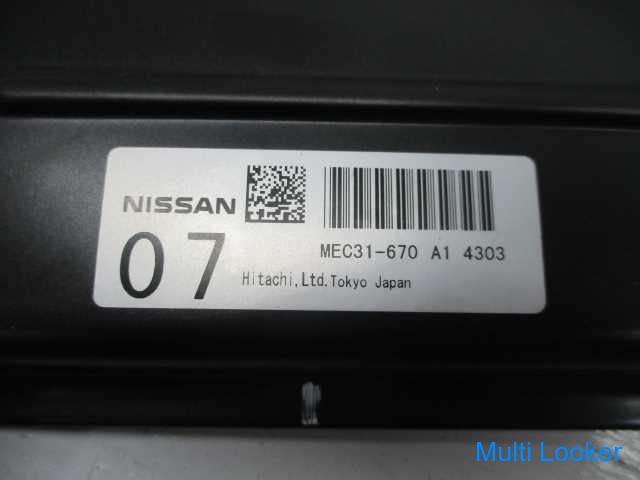 NISSAN
07
MEC31-670 A1 4303
Hitachi,Ltd.Tokyo Japan
Multi Looker